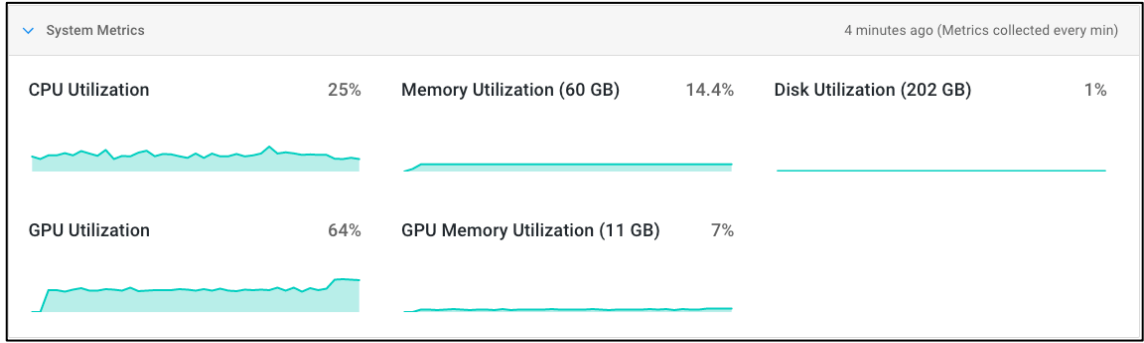 System Metrics
4 minutes ago (Metrics collected every min)
CPU Utilization 25%
Memory Utilization (60 GB) 14.4%
Disk Utilization (202 GB) 1%
GPU Utilization 64%
GPU Memory Utilization (11 GB) 7%